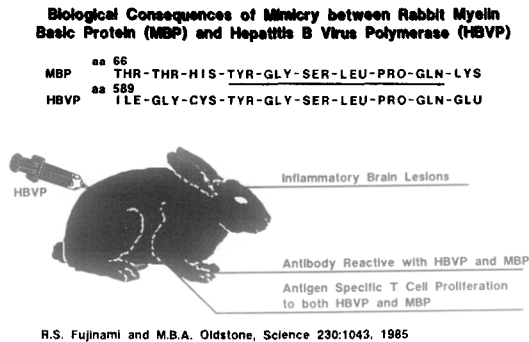 Biological Consequences of Mimicry between Rabbit Myelin
Basic Protein (MBP) and Hepatitis B Virus Polymerase (HBVP)
aa 66
MBP THR-THR-HIS-TYR-GLY-SER-LEU-PRO-GLN-LYS
aa 589
HBVP ILE-GLY-CYS-TYR-GLY-SER-LEU-PRO-GLN-GLU
HBVP
Inflammatory Brain Lesions
Antibody Reactive with HBVP and MBP
Antigen Specific T Cell Proliferation
to both HBVP and MBP
R.S. Fujinami and M.B.A. Oldstone, Science 230:1043, 1985